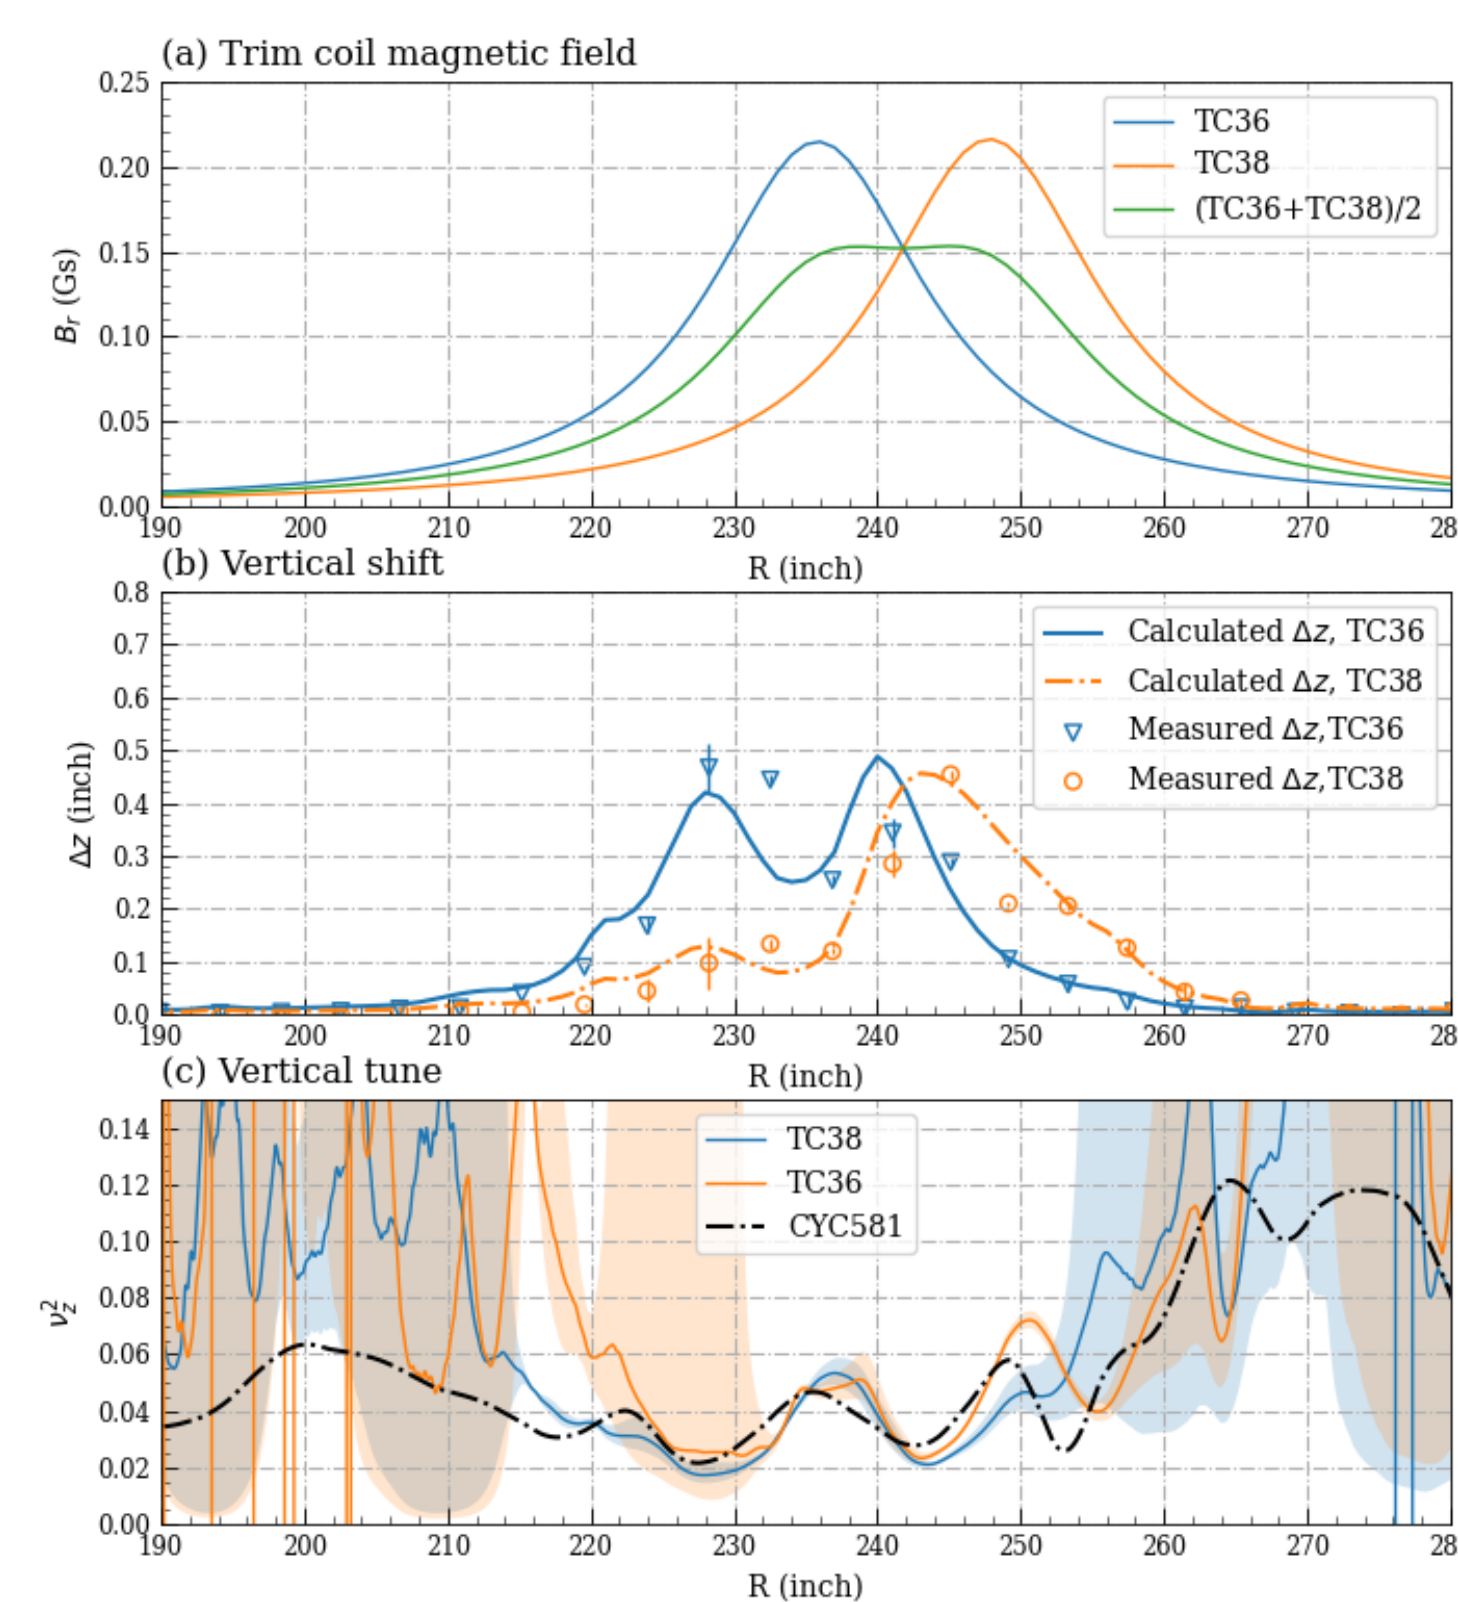 (a) Trim coil magnetic field
0.25
0.20
0.15
0.10
0.05
0.00
B_r (Gs)
TC36
TC38
(TC36+TC38)/2
190 200 210 220 230 240 250 260 270 28
R (inch)
(b) Vertical shift
0.8
0.7
0.6
0.5
0.4
0.3
0.2
0.1
0.0
Δz (inch)
Calculated Δz, TC36
Calculated Δz, TC38
Measured Δz,TC36
Measured Δz,TC38
190 200 210 220 230 240 250 260 270 28
R (inch)
(c) Vertical tune
0.14
0.12
0.10
0.08
0.06
0.04
0.02
0.00
ν_z^2
TC38
TC36
CYC581
190 200 210 220 230 240 250 260 270 28
R (inch)